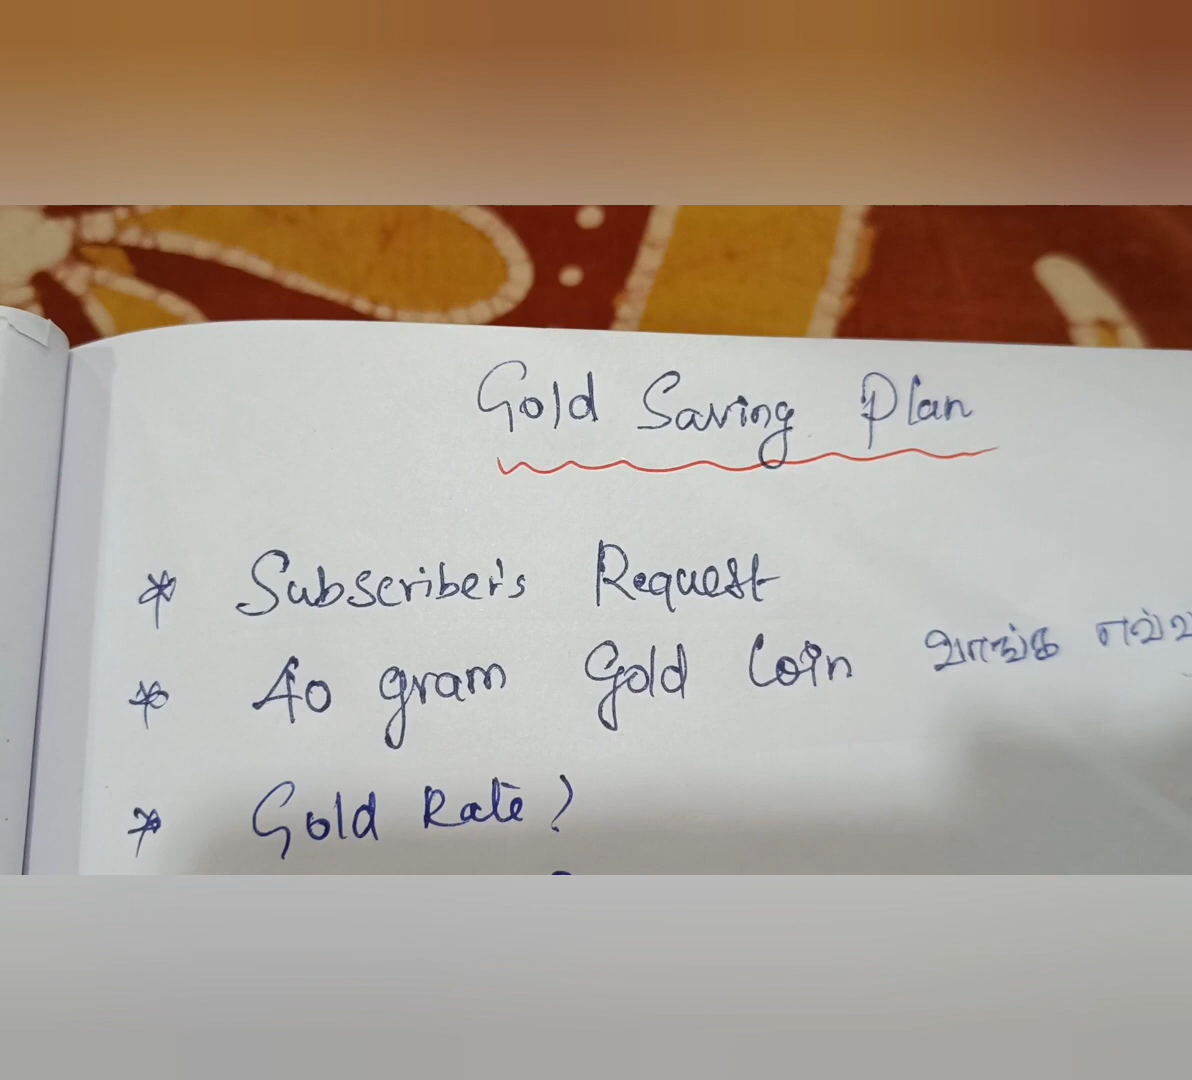 Gold Saving Plan
* Subscriber's Request
* 40 gram Gold Coin வாங்க
* Gold Rate?